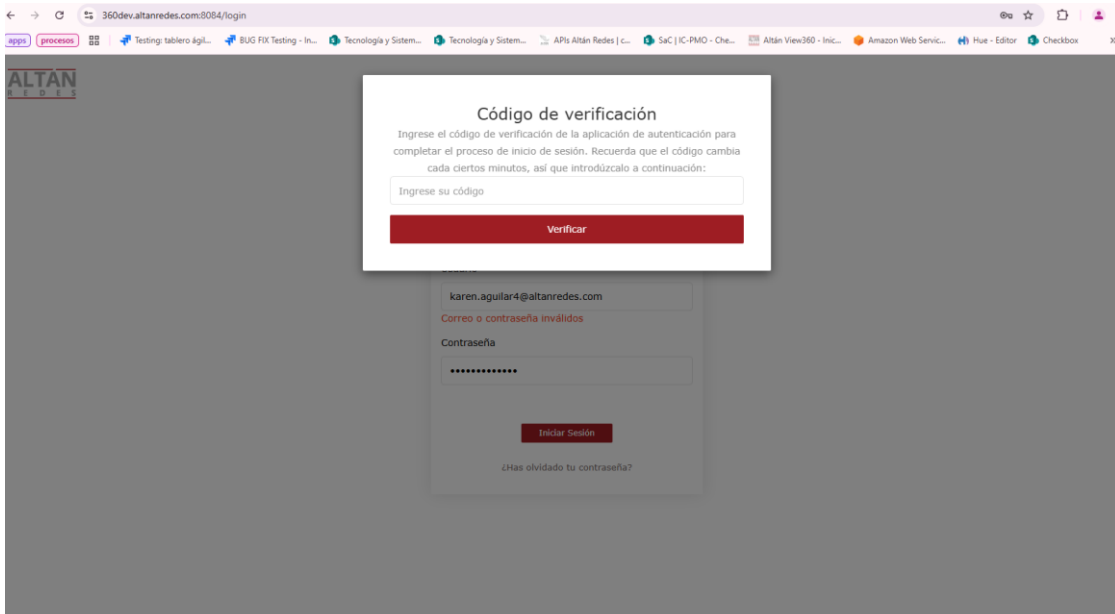 360dev.altanredes.com:8084/login
apps procesos Testing: tablero ágil... BUG FIX Testing - In... Tecnología y Sistem... Tecnología y Sistem... APIs Altán Redes | c... SaC | IC-PMO - Che... Altán View360 - Inic... Amazon Web Servic... Hue - Editor Checkbox
ALTÁN
REDES
Código de verificación
Ingrese el código de verificación de la aplicación de autenticación para
completar el proceso de inicio de sesión. Recuerda que el código cambia
cada ciertos minutos, así que introdúzcalo a continuación:
Ingrese su código
Verificar
karen.aguilar4@altanredes.com
Correo o contraseña inválidos
Contraseña
•••••••••••••
Iniciar Sesión
¿Has olvidado tu contraseña?